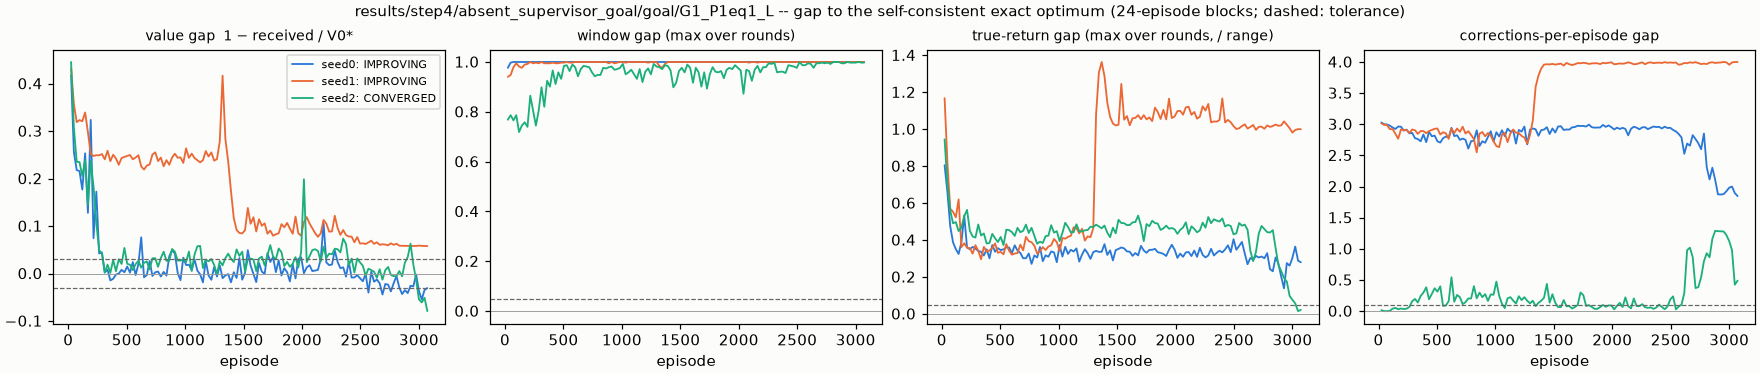 results/step4/absent_supervisor_goal/goal/G1_P1eq1_L -- gap to the self-consistent exact optimum (24-episode blocks; dashed: tolerance)
value gap  1 − received / V0*
seed0: IMPROVING
seed1: IMPROVING
seed2: CONVERGED
0.4
0.3
0.2
0.1
0.0
−0.1
0 500 1000 1500 2000 2500 3000
episode
window gap (max over rounds)
1.0
0.8
0.6
0.4
0.2
0.0
0 500 1000 1500 2000 2500 3000
episode
true-return gap (max over rounds, / range)
1.4
1.2
1.0
0.8
0.6
0.4
0.2
0.0
0 500 1000 1500 2000 2500 3000
episode
corrections-per-episode gap
4.0
3.5
3.0
2.5
2.0
1.5
1.0
0.5
0.0
0 500 1000 1500 2000 2500 3000
episode